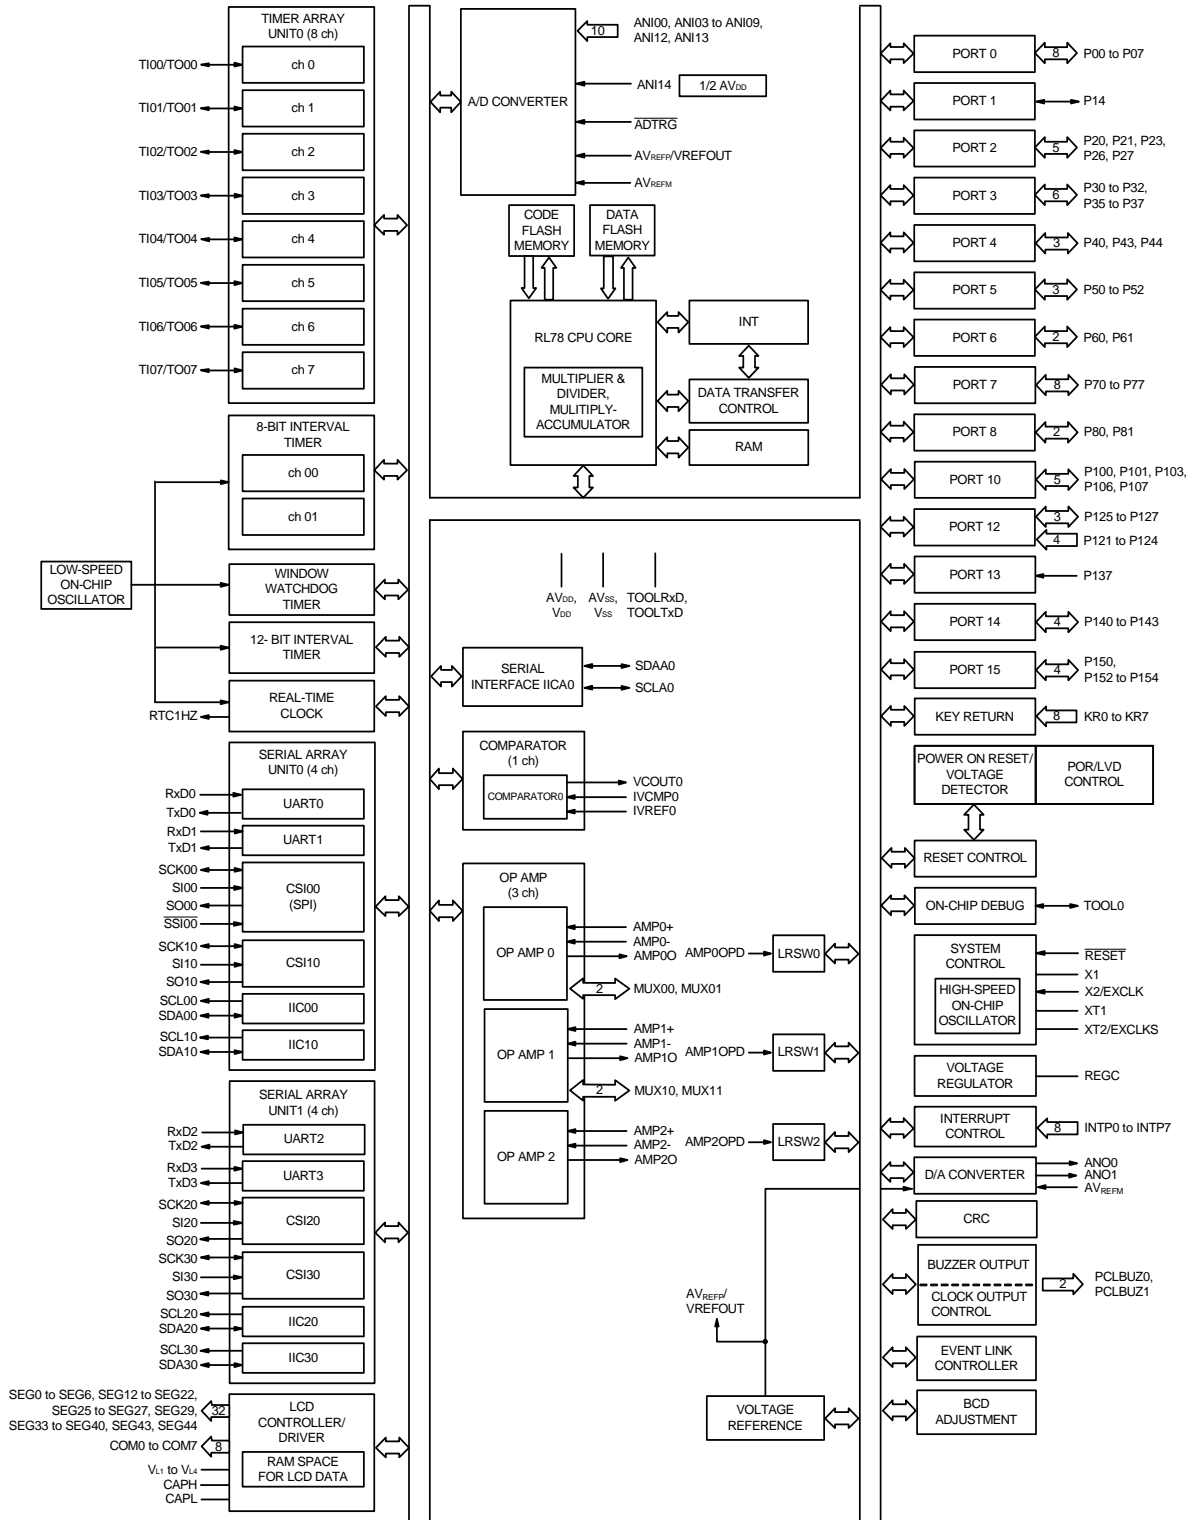 TIMER ARRAY
UNIT0 (8 ch)
TI00/TO00
ch 0
TI01/TO01
ch 1
TI02/TO02
ch 2
TI03/TO03
ch 3
TI04/TO04
ch 4
TI05/TO05
ch 5
TI06/TO06
ch 6
TI07/TO07
ch 7
8-BIT INTERVAL
TIMER
ch 00
ch 01
LOW-SPEED
ON-CHIP
OSCILLATOR
WINDOW
WATCHDOG
TIMER
12- BIT INTERVAL
TIMER
REAL-TIME
CLOCK
RTC1HZ
SERIAL ARRAY
UNIT0 (4 ch)
RxD0
TxD0
UART0
RxD1
TxD1
UART1
SCK00
SI00
SO00
SSI00
CSI00
(SPI)
SCK10
SI10
SO10
CSI10
SCL00
SDA00
IIC00
SCL10
SDA10
IIC10
SERIAL ARRAY
UNIT1 (4 ch)
RxD2
TxD2
UART2
RxD3
TxD3
UART3
SCK20
SI20
SO20
CSI20
SCK30
SI30
SO30
CSI30
SCL20
SDA20
IIC20
SCL30
SDA30
IIC30
SEG0 to SEG6, SEG12 to SEG22,
SEG25 to SEG27, SEG29,
SEG33 to SEG40, SEG43, SEG44
32
COM0 to COM7
8
VL1 to VL4
CAPH
CAPL
LCD
CONTROLLER/
DRIVER
RAM SPACE
FOR LCD DATA
A/D CONVERTER
10
ANI00, ANI03 to ANI09,
ANI12, ANI13
ANI14
1/2 AVDD
ADTRG
AVREFP/VREFOUT
AVREFM
CODE
FLASH
MEMORY
DATA
FLASH
MEMORY
RL78 CPU CORE
MULTIPLIER &
DIVIDER,
MULITIPLY-
ACCUMULATOR
INT
DATA TRANSFER
CONTROL
RAM
AVDD,
VDD
AVSS,
VSS
TOOLRxD,
TOOLTxD
SERIAL
INTERFACE IICA0
SDAA0
SCLA0
COMPARATOR
(1 ch)
COMPARATOR0
VCOUT0
IVCMP0
IVREF0
OP AMP
(3 ch)
OP AMP 0
AMP0+
AMP0-
AMP0O
AMP0OPD
LRSW0
2
MUX00, MUX01
OP AMP 1
AMP1+
AMP1-
AMP1O
AMP1OPD
LRSW1
2
MUX10, MUX11
OP AMP 2
AMP2+
AMP2-
AMP2O
AMP2OPD
LRSW2
AVREFP/
VREFOUT
VOLTAGE
REFERENCE
PORT 0
8
P00 to P07
PORT 1
P14
PORT 2
5
P20, P21, P23,
P26, P27
PORT 3
6
P30 to P32,
P35 to P37
PORT 4
3
P40, P43, P44
PORT 5
3
P50 to P52
PORT 6
2
P60, P61
PORT 7
8
P70 to P77
PORT 8
2
P80, P81
PORT 10
5
P100, P101, P103,
P106, P107
PORT 12
3
P125 to P127
4
P121 to P124
PORT 13
P137
PORT 14
4
P140 to P143
PORT 15
4
P150,
P152 to P154
KEY RETURN
8
KR0 to KR7
POWER ON RESET/
VOLTAGE
DETECTOR
POR/LVD
CONTROL
RESET CONTROL
ON-CHIP DEBUG
TOOL0
SYSTEM
CONTROL
HIGH-SPEED
ON-CHIP
OSCILLATOR
RESET
X1
X2/EXCLK
XT1
XT2/EXCLKS
VOLTAGE
REGULATOR
REGC
INTERRUPT
CONTROL
8
INTP0 to INTP7
D/A CONVERTER
ANO0
ANO1
AVREFM
CRC
BUZZER OUTPUT
CLOCK OUTPUT
CONTROL
2
PCLBUZ0,
PCLBUZ1
EVENT LINK
CONTROLLER
BCD
ADJUSTMENT